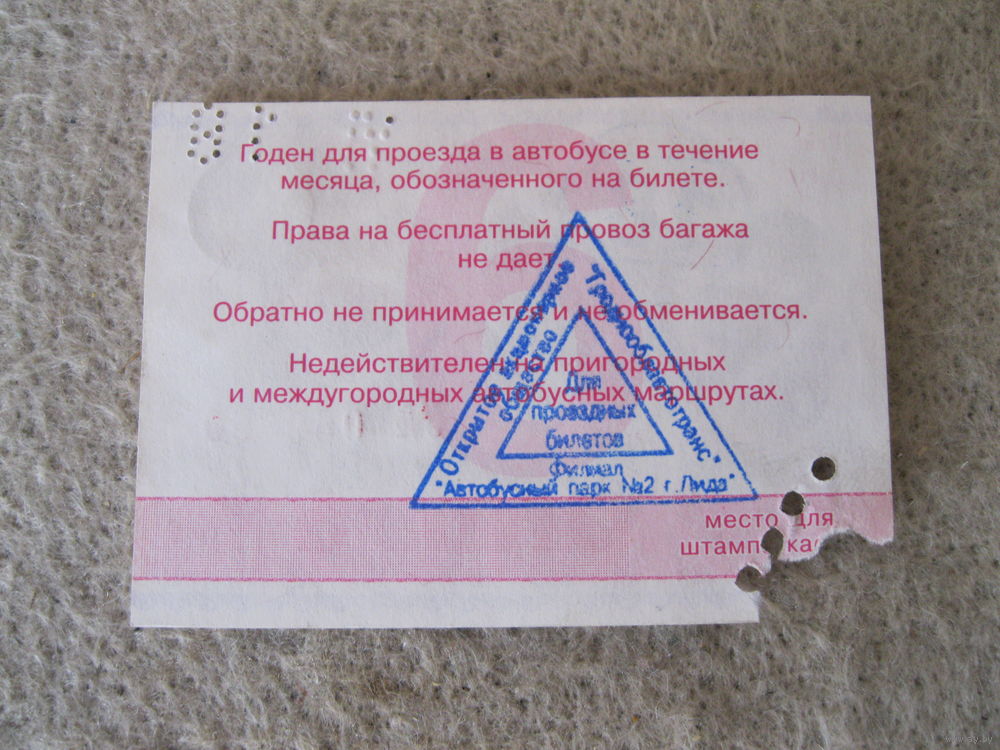 Годен для проезда в автобусе в течение
месяца, обозначенного на билете.
Права на бесплатный провоз багажа
не дает
Обратно не принимается и не обменивается.
Недействителен на пригородных
и междугородных автобусных маршрутах.
Открытое акционерное
общество
"Гроднооблавтотранс"
Для
проездных
билетов
филиал
"Автобусный парк №2 г.Лида"
место для
штампа